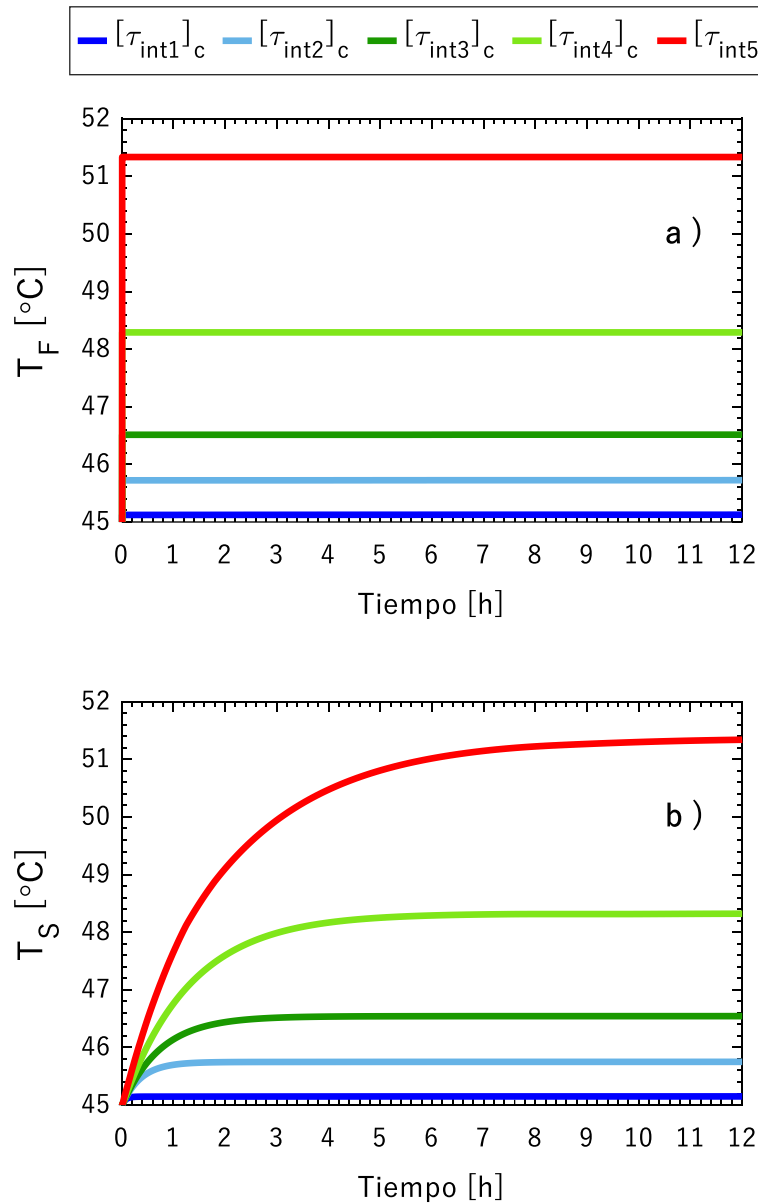 [τint1]c [τint2]c [τint3]c [τint4]c [τint5
52
51
50
49
48
47
46
45
T_F [°C]
a )
0 1 2 3 4 5 6 7 8 9 10 11 12
Tiempo [h]
52
51
50
49
48
47
46
45
T_S [°C]
b )
0 1 2 3 4 5 6 7 8 9 10 11 12
Tiempo [h]